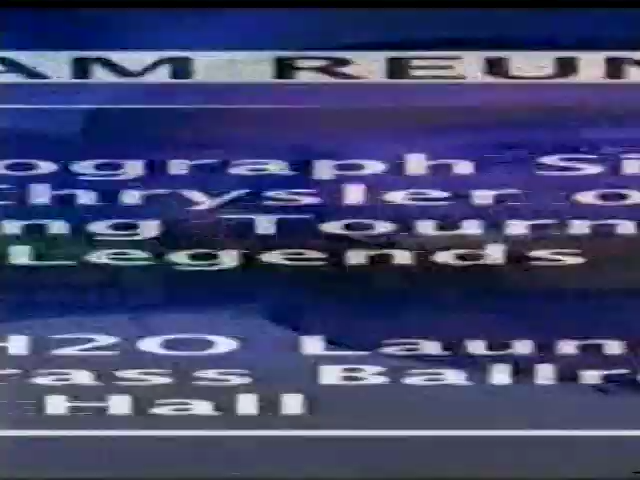 AM REUN
ograph Si
hrysler o
ng Tourn
Legends
H2O Laun
rass Ballr
Hall